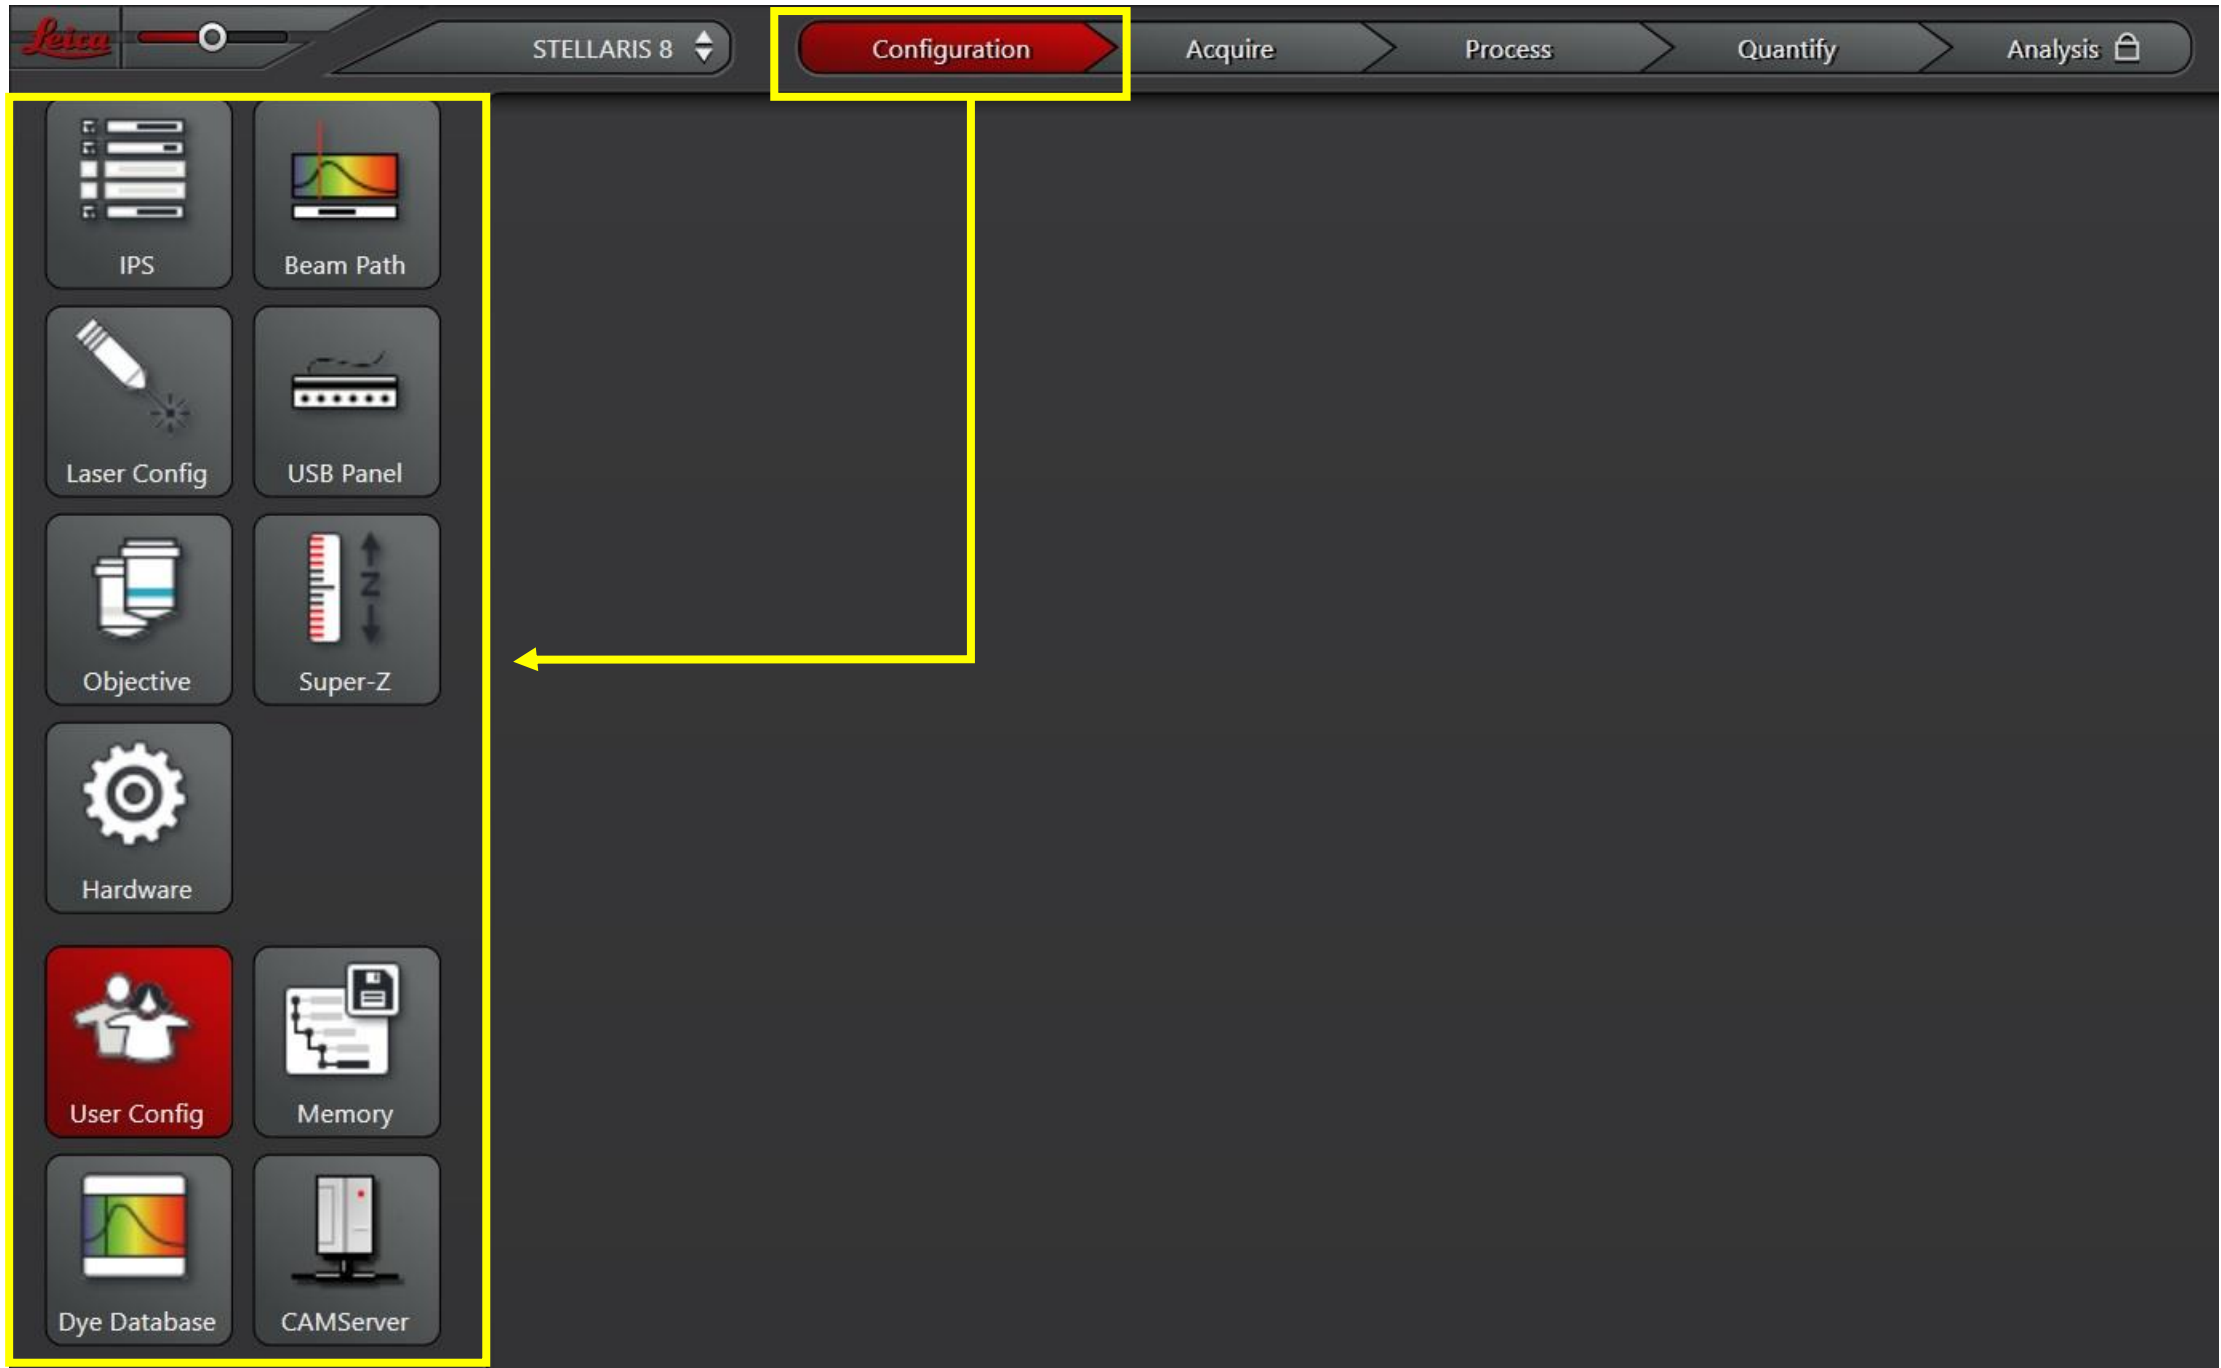 Leica
STELLARIS 8
Configuration
Acquire
Process
Quantify
Analysis
IPS
Beam Path
Laser Config
USB Panel
Objective
Z
Super-Z
Hardware
User Config
Memory
Dye Database
CAMServer